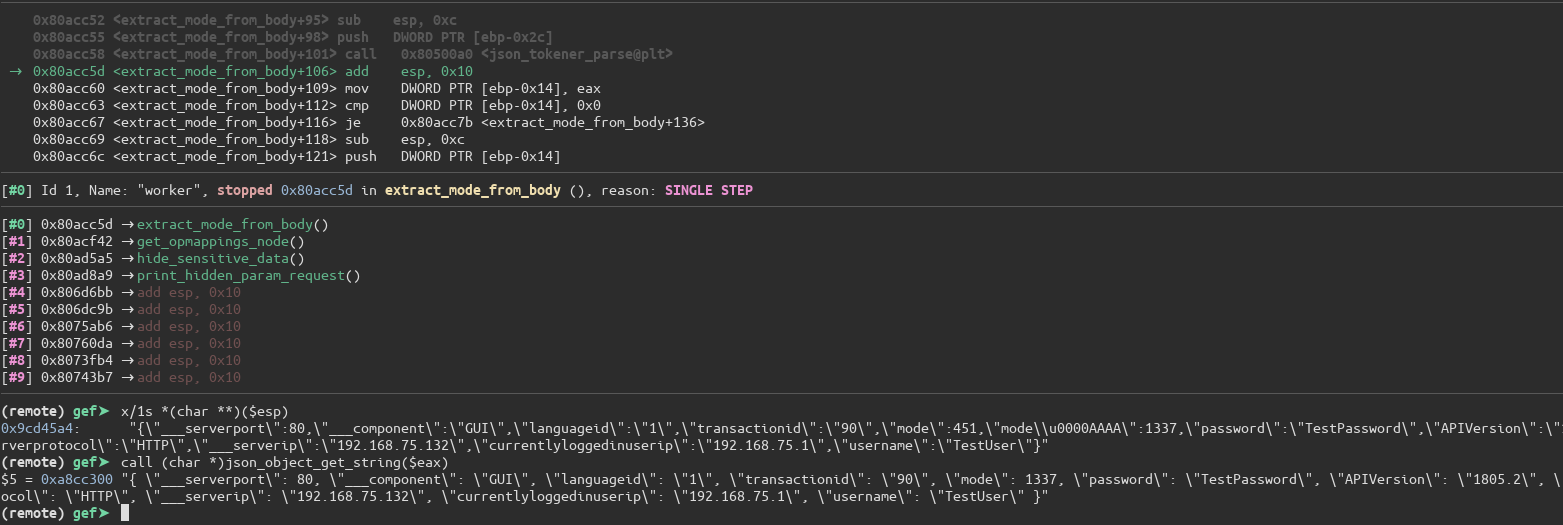 0x80acc52 <extract_mode_from_body+95> sub esp, 0xc
0x80acc55 <extract_mode_from_body+98> push DWORD PTR [ebp-0x2c]
0x80acc58 <extract_mode_from_body+101> call 0x80500a0 <json_tokener_parse@plt>
→ 0x80acc5d <extract_mode_from_body+106> add esp, 0x10
0x80acc60 <extract_mode_from_body+109> mov DWORD PTR [ebp-0x14], eax
0x80acc63 <extract_mode_from_body+112> cmp DWORD PTR [ebp-0x14], 0x0
0x80acc67 <extract_mode_from_body+116> je 0x80acc7b <extract_mode_from_body+136>
0x80acc69 <extract_mode_from_body+118> sub esp, 0xc
0x80acc6c <extract_mode_from_body+121> push DWORD PTR [ebp-0x14]
[#0] Id 1, Name: "worker", stopped 0x80acc5d in extract_mode_from_body (), reason: SINGLE STEP
[#0] 0x80acc5d → extract_mode_from_body()
[#1] 0x80acf42 → get_opmappings_node()
[#2] 0x80ad5a5 → hide_sensitive_data()
[#3] 0x80ad8a9 → print_hidden_param_request()
[#4] 0x806d6bb → add esp, 0x10
[#5] 0x806dc9b → add esp, 0x10
[#6] 0x8075ab6 → add esp, 0x10
[#7] 0x80760da → add esp, 0x10
[#8] 0x8073fb4 → add esp, 0x10
[#9] 0x80743b7 → add esp, 0x10
(remote) gef➤ x/1s *(char **)($esp)
0x9cd45a4: "{\"___serverport\":80,\"___component\":\"GUI\",\"languageid\":\"1\",\"transactionid\":\"90\",\"mode\":451,\"mode\\u0000AAAA\":1337,\"password\":\"TestPassword\",\"APIVersion\":\"
rverprotocol\":\"HTTP\",\"___serverip\":\"192.168.75.132\",\"currentlyloggedinuserip\":\"192.168.75.1\",\"username\":\"TestUser\"}"
(remote) gef➤ call (char *)json_object_get_string($eax)
$5 = 0xa8cc300 "{ \"___serverport\": 80, \"___component\": \"GUI\", \"languageid\": \"1\", \"transactionid\": \"90\", \"mode\": 1337, \"password\": \"TestPassword\", \"APIVersion\": \"1805.2\", \
ocol\": \"HTTP\", \"___serverip\": \"192.168.75.132\", \"currentlyloggedinuserip\": \"192.168.75.1\", \"username\": \"TestUser\" }"
(remote) gef➤